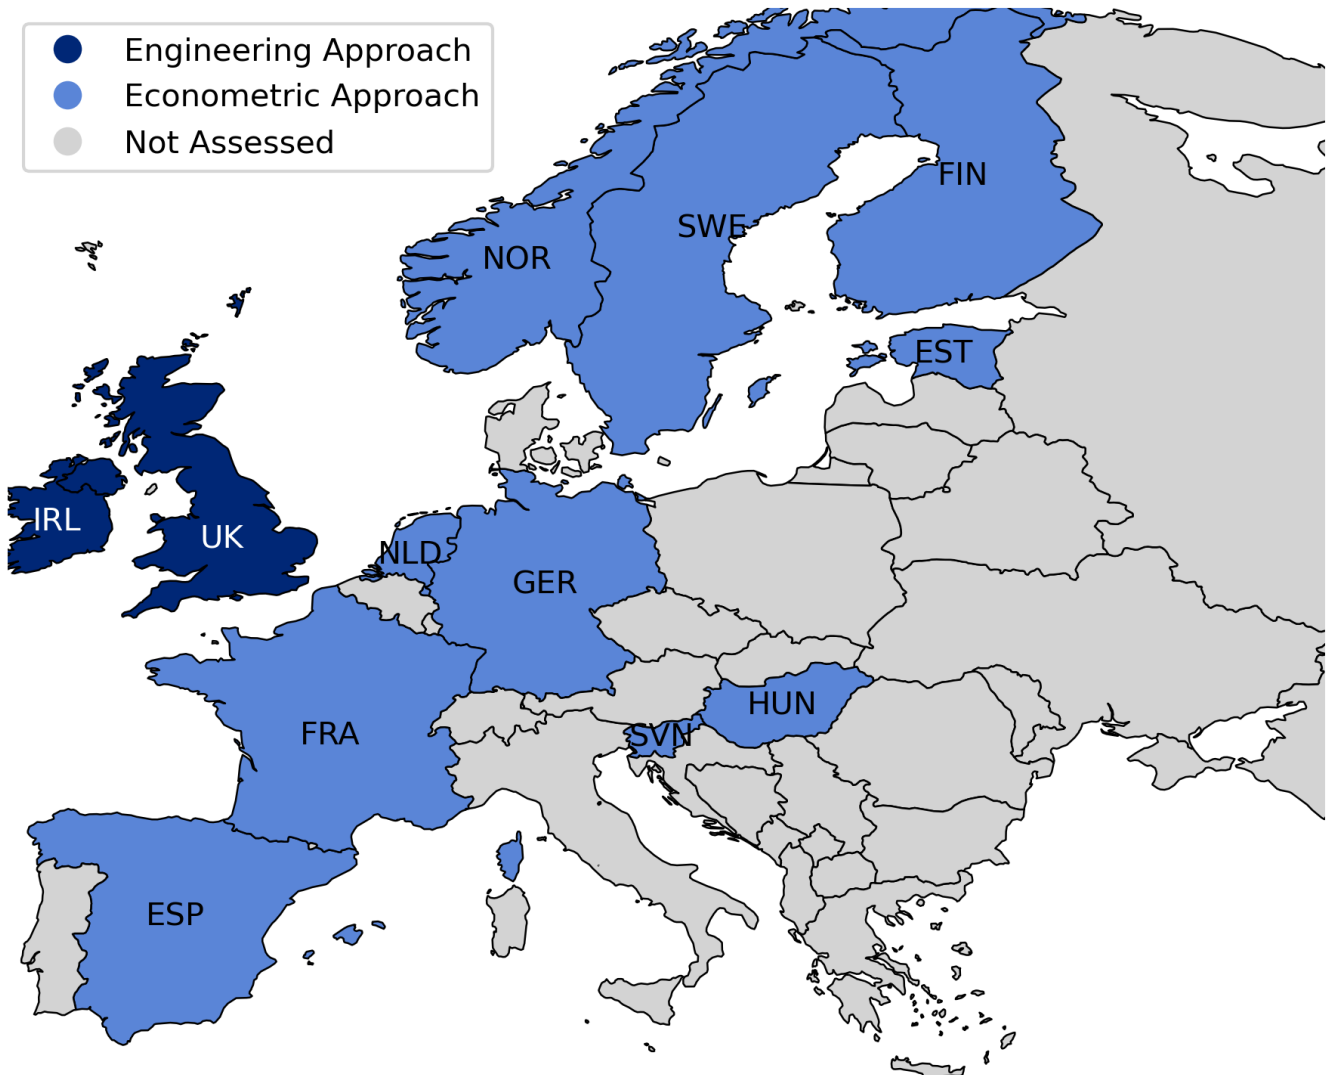 Engineering Approach
Econometric Approach
Not Assessed
FIN
SWE
NOR
EST
IRL
UK
NLD
GER
HUN
FRA
SVN
ESP